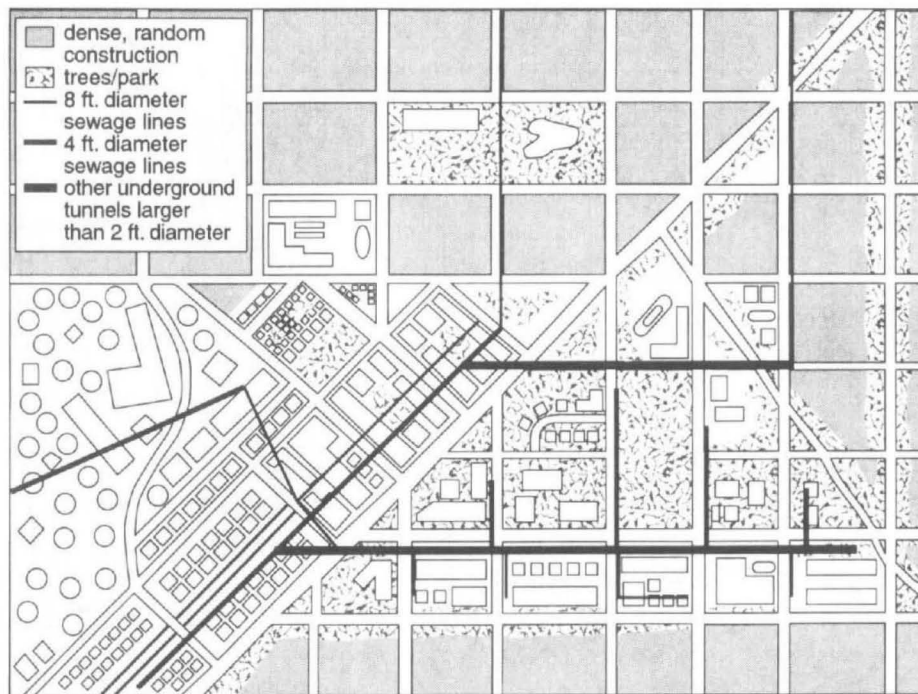 dense, random
construction
trees/park
8 ft. diameter
sewage lines
4 ft. diameter
sewage lines
other underground
tunnels larger
than 2 ft. diameter